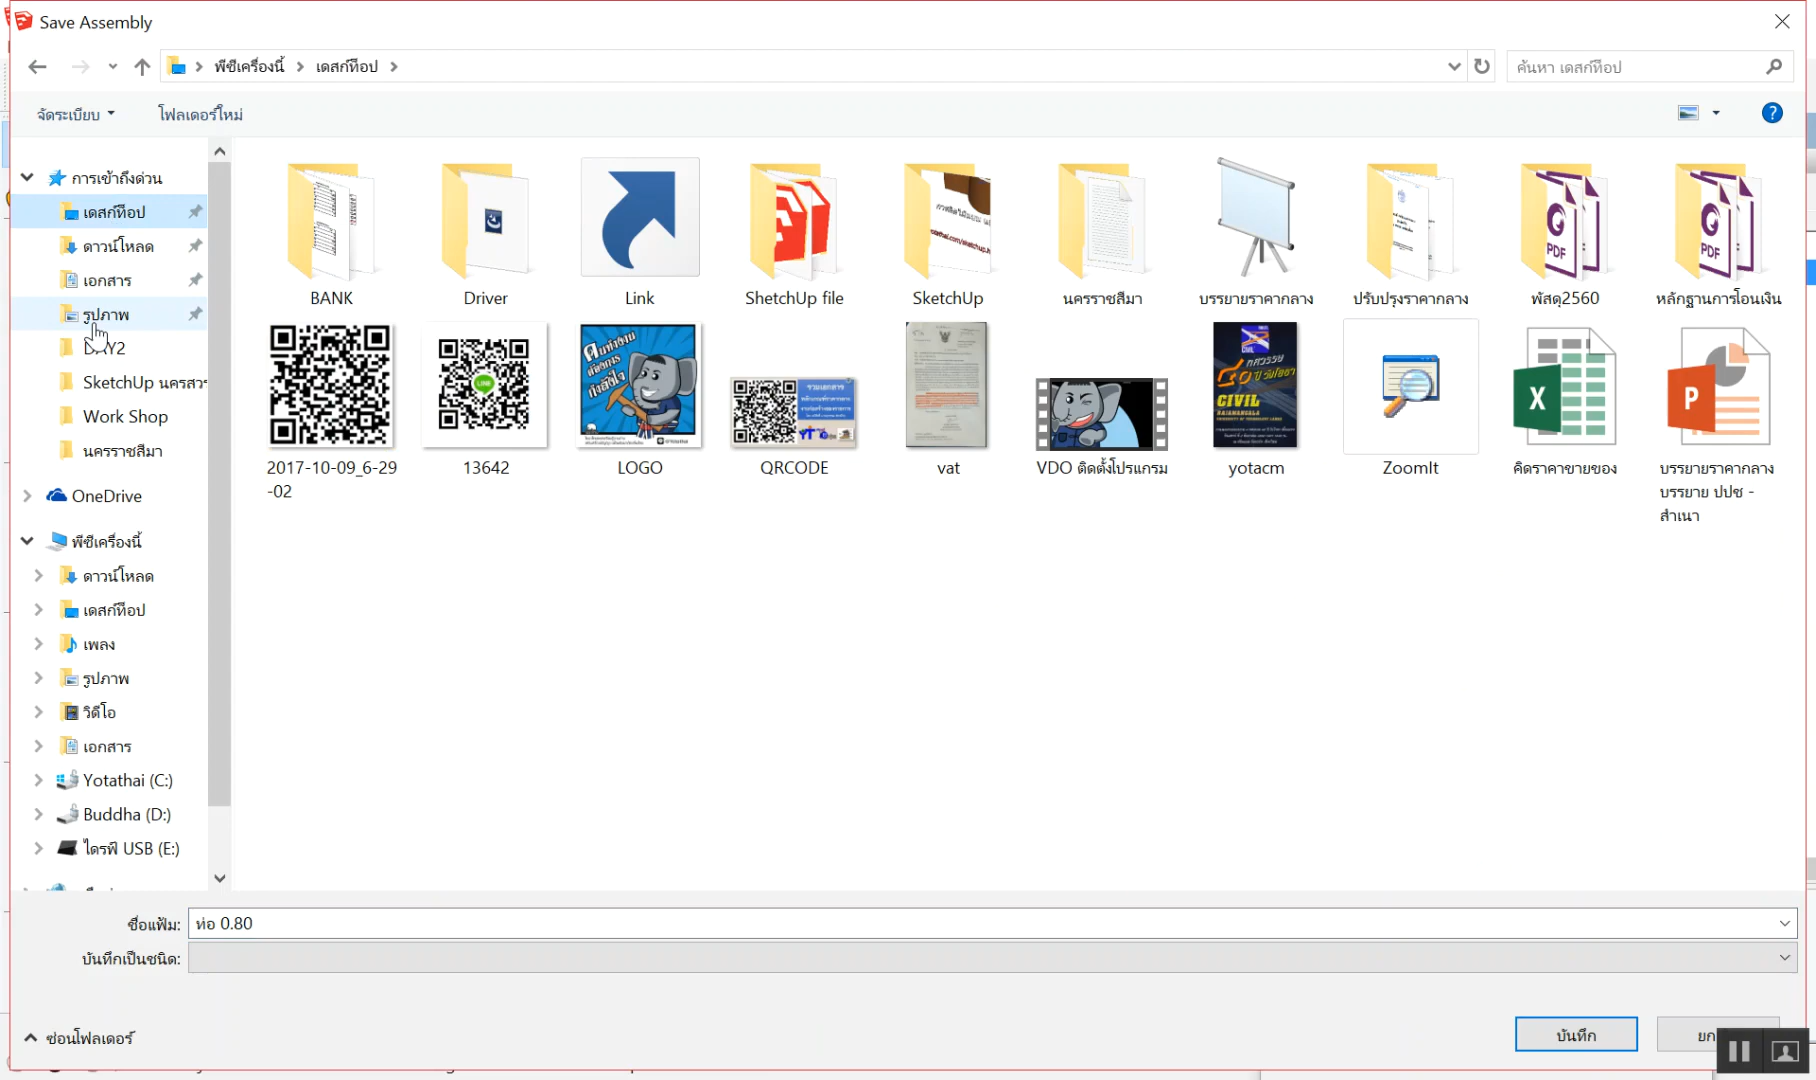 Save Assembly
พีซีเครื่องนี้ เดสก์ท็อป
ค้นหา เดสก์ท็อป
จัดระเบียบ โฟลเดอร์ใหม่
การเข้าถึงด่วน
เดสก์ท็อป
ดาวน์โหลด
เอกสาร
รูปภาพ
DAY2
SketchUp นครสวร
Work Shop
นครราชสีมา
OneDrive
พีซีเครื่องนี้
ดาวน์โหลด
เดสก์ท็อป
เพลง
รูปภาพ
วิดีโอ
เอกสาร
Yotathai (C:)
Buddha (D:)
ไดรฟ์ USB (E:)
BANK
Driver
Link
ShetchUp file
SketchUp
นครราชสีมา
บรรยายราคากลาง
ปรับปรุงราคากลาง
PDF
พัสดุ2560
PDF
หลักฐานการโอนเงิน
2017-10-09_6-29
-02
LINE
13642
LOGO
QRCODE
vat
VDO ติดตั้งโปรแกรม
CIVIL
yotacm
ZoomIt
X
คิดราคาขายของ
P
บรรยายราคากลาง
บรรยาย ปปช -
สำเนา
ชื่อแฟ้ม: ท่อ 0.80
บันทึกเป็นชนิด:
ซ่อนโฟลเดอร์
บันทึก
ยก